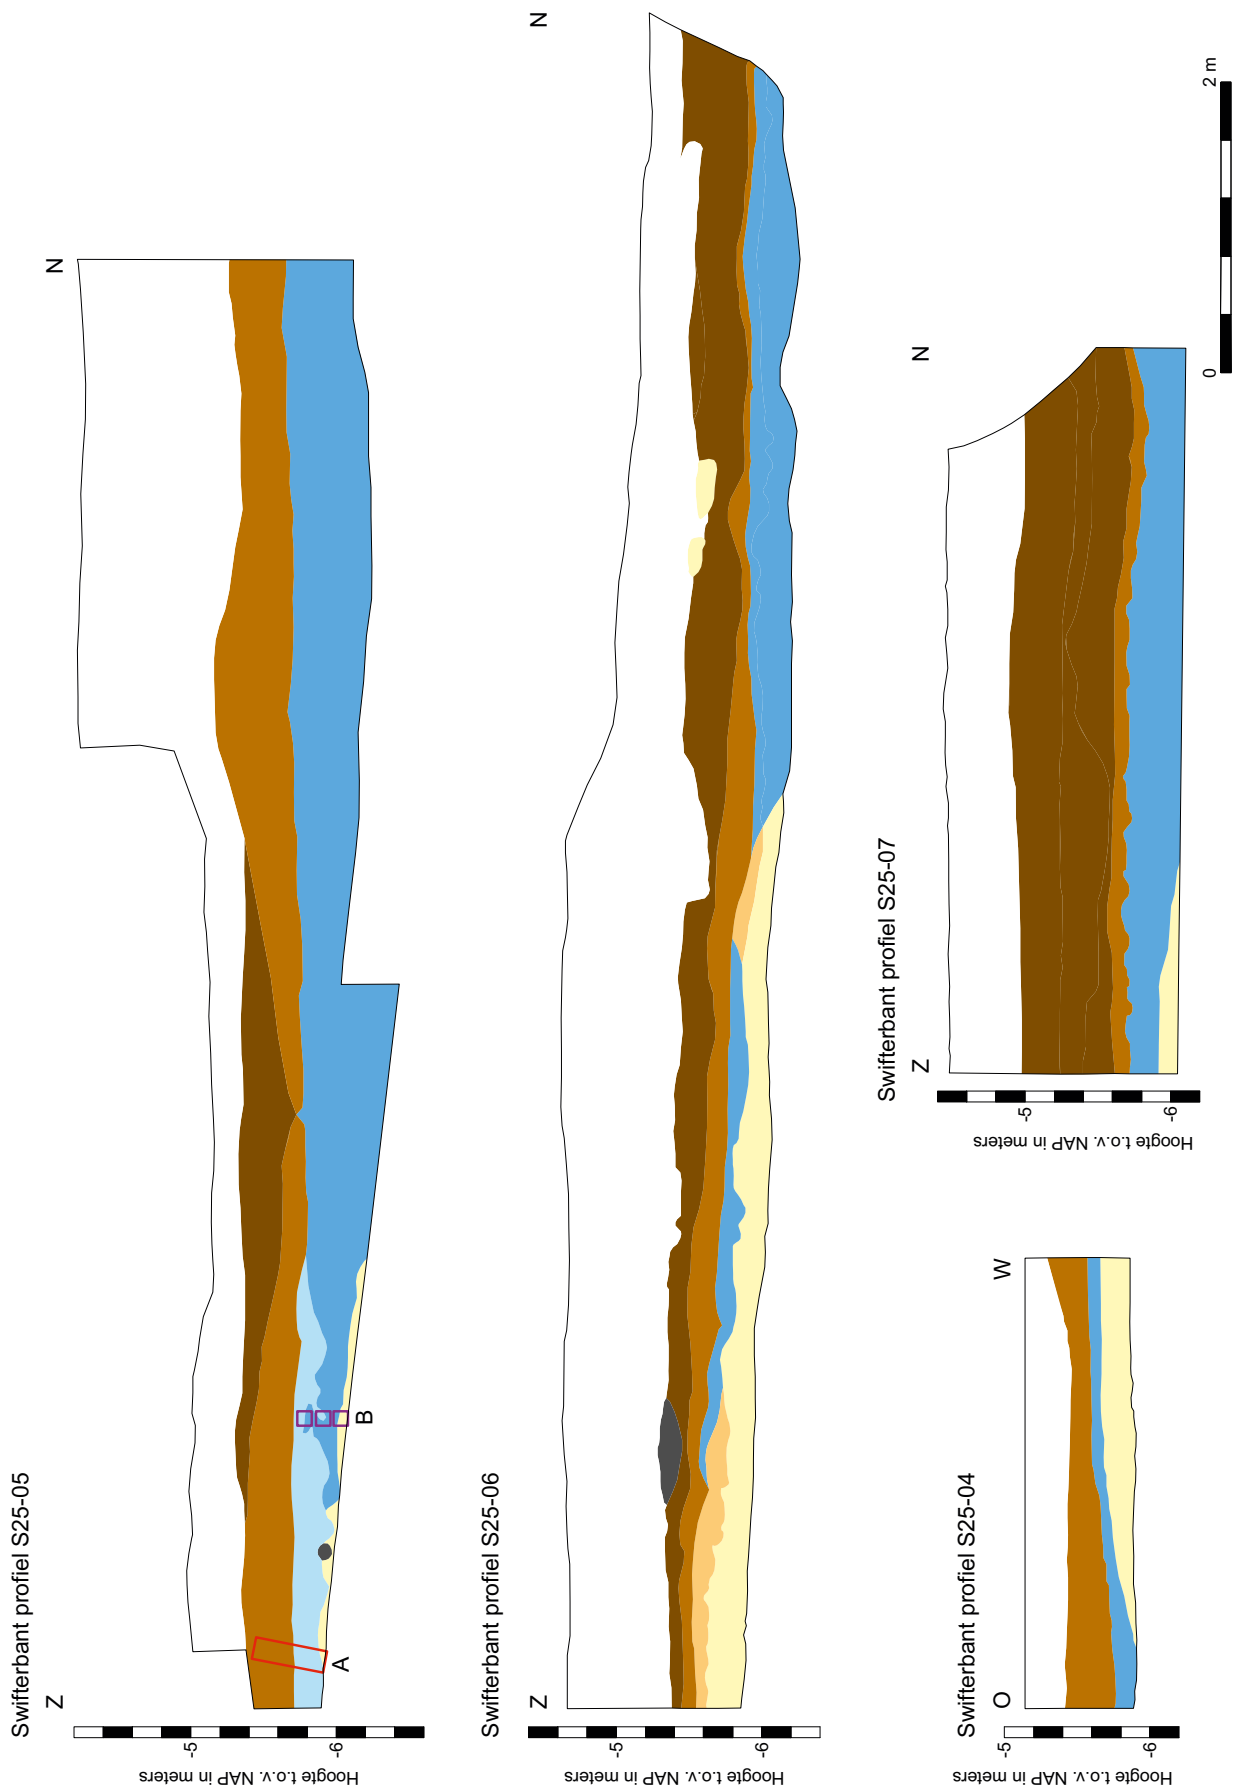 Swifterbant profiel S25-05
Z
N
-5
-6
Hoogte t.o.v. NAP in meters
A
B
Swifterbant profiel S25-06
Z
N
-5
-6
Hoogte t.o.v. NAP in meters
Swifterbant profiel S25-04
O
W
-5
-6
Hoogte t.o.v. NAP in meters
Swifterbant profiel S25-07
Z
N
-5
-6
Hoogte t.o.v. NAP in meters
0
2 m